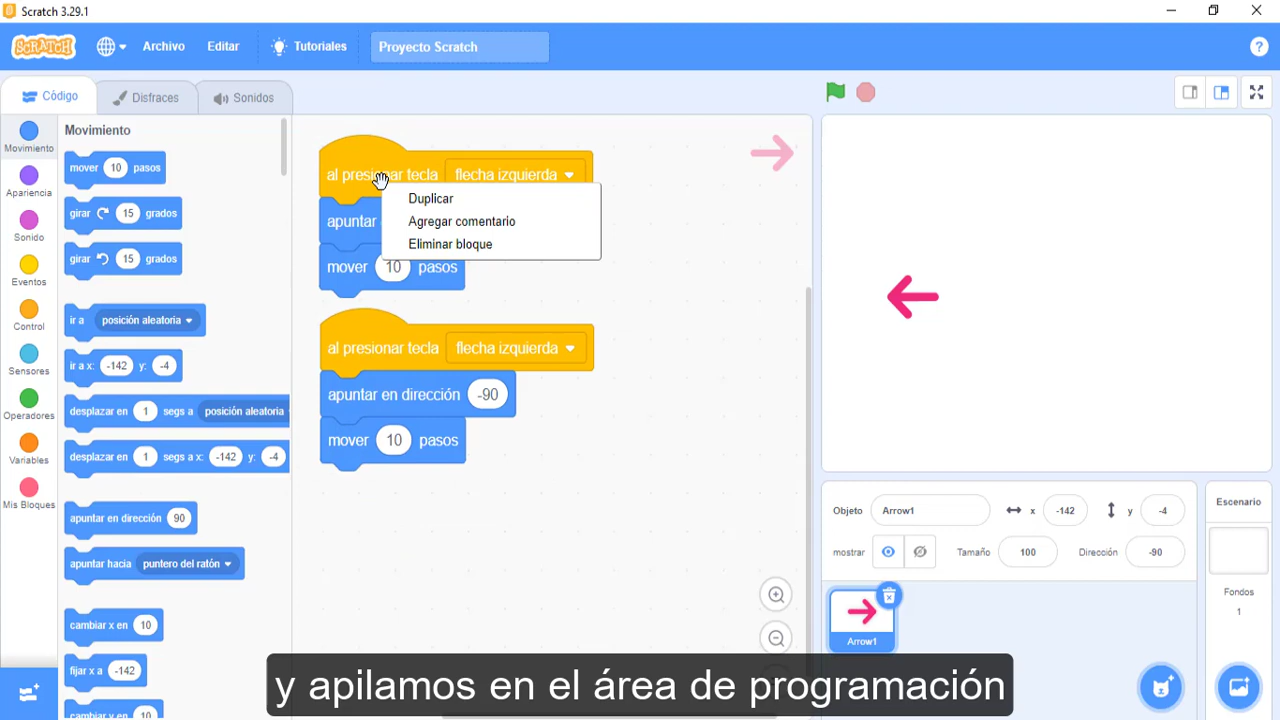 Scratch 3.29.1
SCRATCH Archivo Editar Tutoriales Proyecto Scratch ?
Código Disfraces Sonidos
Movimiento
Apariencia
Sonido
Eventos
Control
Sensores
Operadores
Variables
Mis Bloques
Movimiento
mover 10 pasos
girar 15 grados
girar 15 grados
ir a posición aleatoria
ir a x: -142 y: -4
desplazar en 1 segs a posición aleatoria
desplazar en 1 segs a x: -142 y: -4
apuntar en dirección 90
apuntar hacia puntero del ratón
cambiar x en 10
fijar x a -142
cambiar y en 10
al presionar tecla flecha izquierda
apuntar
mover 10 pasos
Duplicar
Agregar comentario
Eliminar bloque
al presionar tecla flecha izquierda
apuntar en dirección -90
mover 10 pasos
Objeto Arrow1 x -142 y -4
mostrar Tamaño 100 Dirección -90
Arrow1
Escenario
Fondos
1
y apilamos en el área de programación